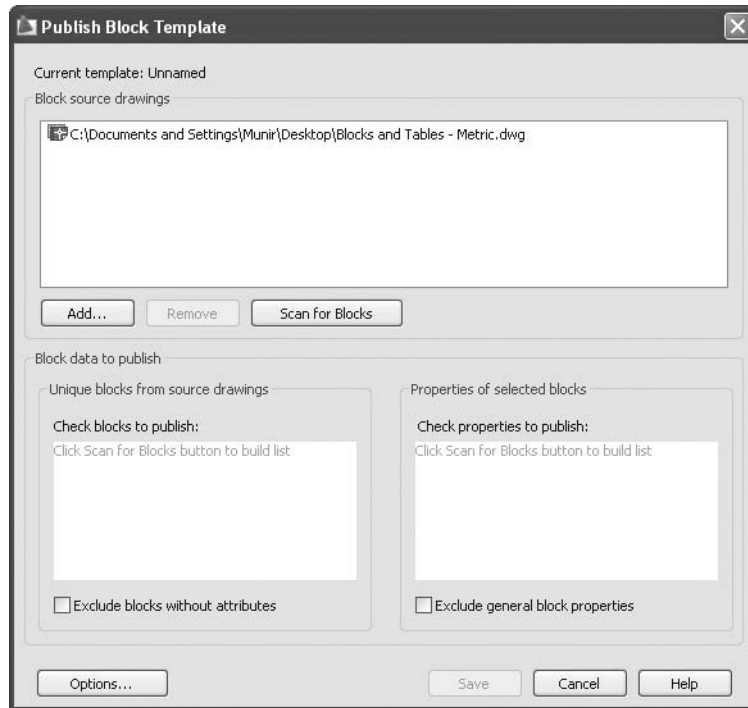 Publish Block Template
Current template: Unnamed
Block source drawings
C:\Documents and Settings\Munir\Desktop\Blocks and Tables - Metric.dwg
Add...
Remove
Scan for Blocks
Block data to publish
Unique blocks from source drawings
Check blocks to publish:
Click Scan for Blocks button to build list
Exclude blocks without attributes
Properties of selected blocks
Check properties to publish:
Click Scan for Blocks button to build list
Exclude general block properties
Options...
Save
Cancel
Help